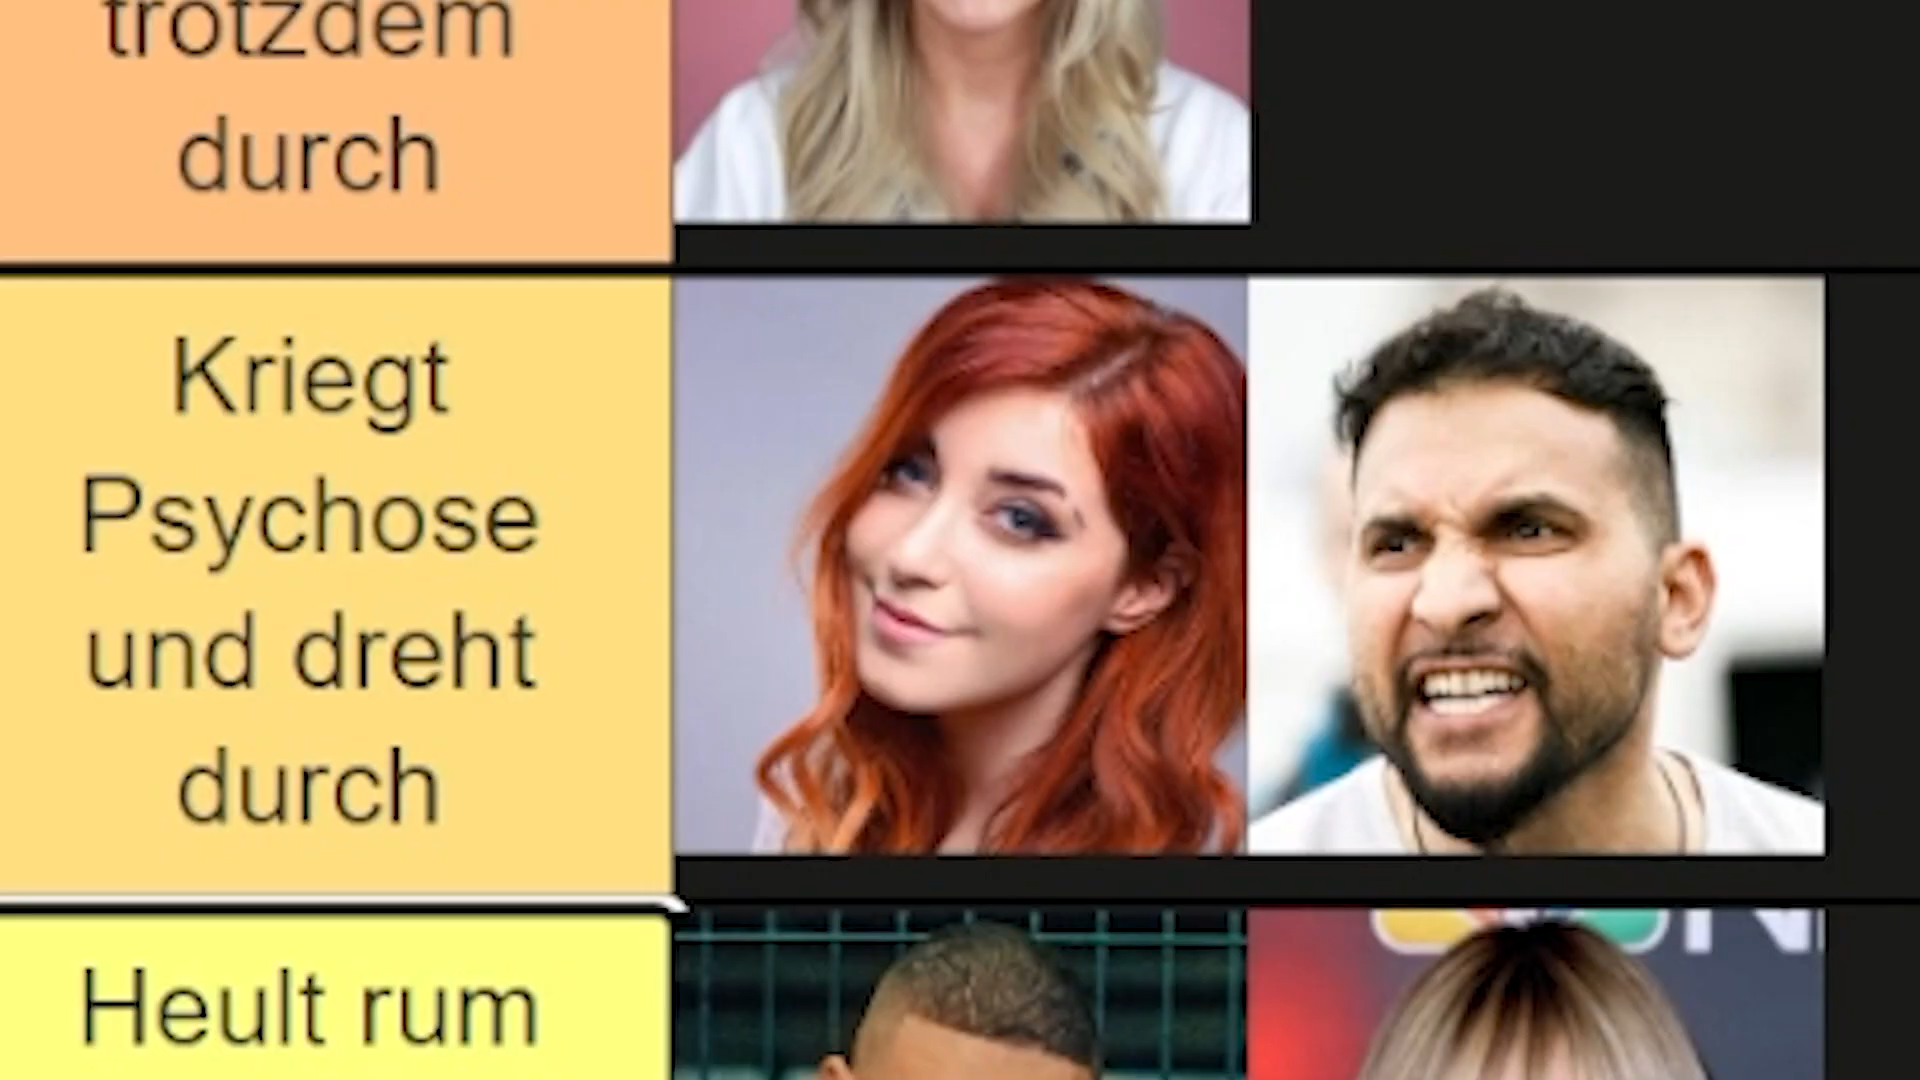 trotzdem
durch
Kriegt
Psychose
und dreht
durch
Heult rum
N